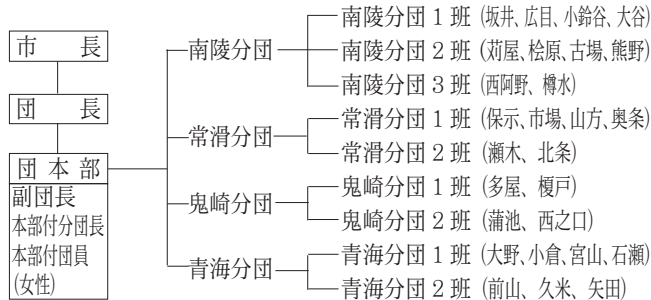 市長
団長
団本部
副団長
本部付分団長
本部付団員
(女性)
南陵分団
南陵分団1班 (坂井、広目、小鈴谷、大谷)
南陵分団2班 (苅屋、桧原、古場、熊野)
南陵分団3班 (西阿野、樽水)
常滑分団
常滑分団1班 (保示、市場、山方、奥条)
常滑分団2班 (瀬木、北条)
鬼崎分団
鬼崎分団1班 (多屋、榎戸)
鬼崎分団2班 (蒲池、西之口)
青海分団
青海分団1班 (大野、小倉、宮山、石瀬)
青海分団2班 (前山、久米、矢田)